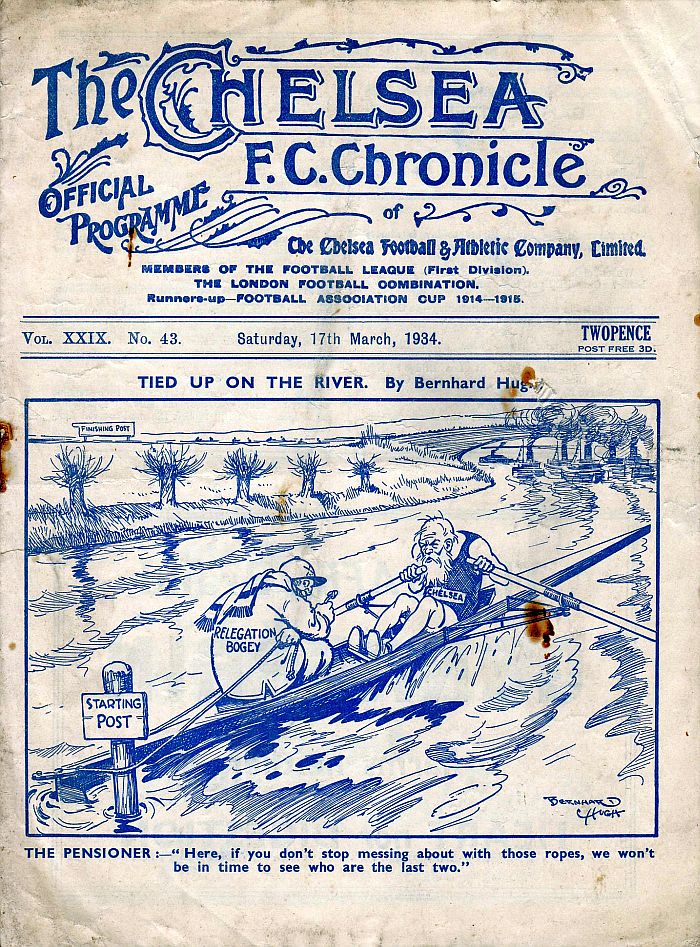 The CHELSEA
F.C. Chronicle
OFFICIAL
PROGRAMME
of
The Chelsea Football & Athletic Company, Limited.
MEMBERS OF THE FOOTBALL LEAGUE (First Division).
THE LONDON FOOTBALL COMBINATION.
Runners-up—FOOTBALL ASSOCIATION CUP 1914—1915.
VOL. XXIX. No. 43. Saturday, 17th March, 1934. TWOPENCE
POST FREE 3D.
TIED UP ON THE RIVER. By Bernhard
FINISHING POST
CHELSEA
RELEGATION
BOGEY
STARTING
POST
BERNHARD
HUGH
THE PENSIONER :—“ Here, if you don’t stop messing about with those ropes, we won’t
be in time to see who are the last two.”